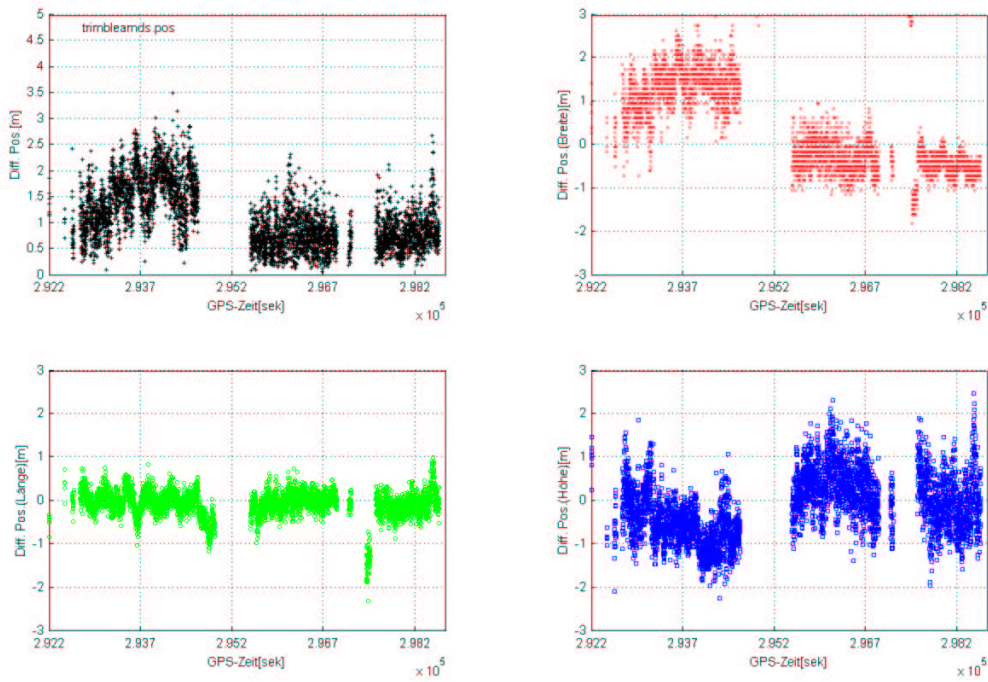 5
4.5
4
3.5
3
2.5
2
1.5
1
0.5
0
Diff. Pos.[m]
trimbleamds.pos
2.922 2.937 2.952 2.967 2.982
GPS-Zeit[sek]
× 10^5
3
2
1
0
-1
-2
-3
Diff. Pos.(Breite)[m]
2.922 2.937 2.952 2.967 2.982
GPS-Zeit[sek]
× 10^5
3
2
1
0
-1
-2
-3
Diff. Pos.(Länge)[m]
2.922 2.937 2.952 2.967 2.982
GPS-Zeit[sek]
× 10^5
3
2
1
0
-1
-2
-3
Diff. Pos.(Höhe)[m]
2.922 2.937 2.952 2.967 2.982
GPS-Zeit[sek]
× 10^5